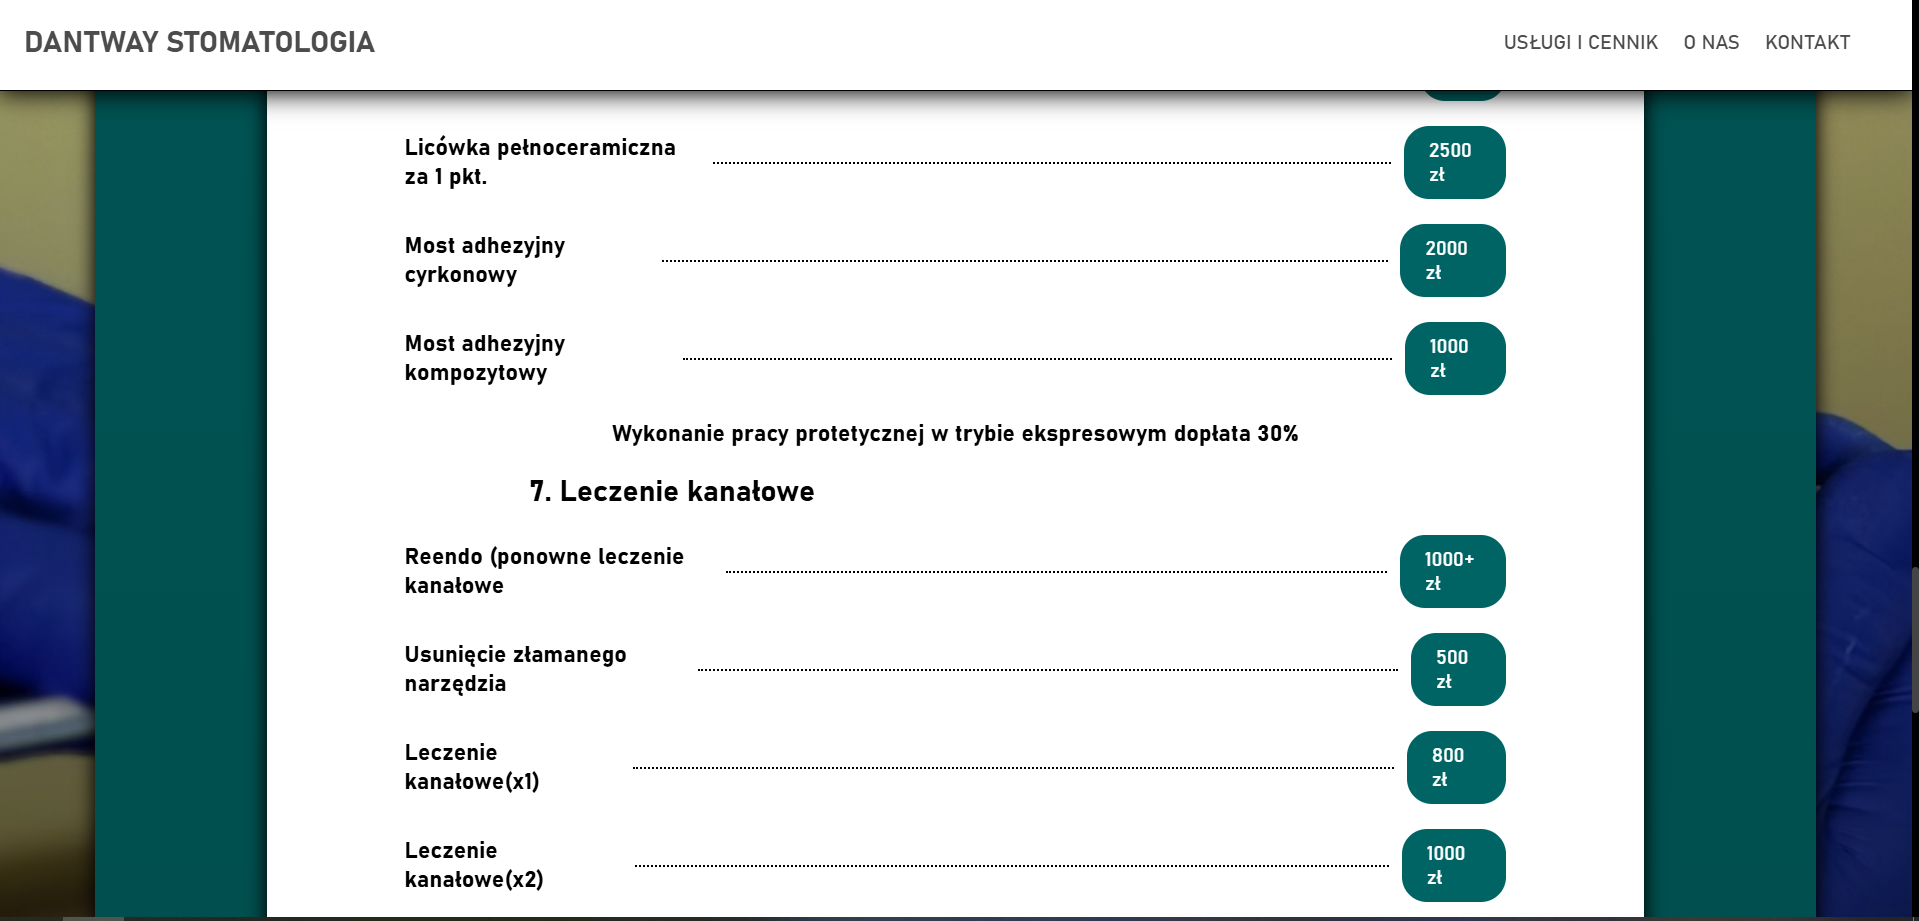 DANTWAY STOMATOLOGIA
USŁUGI I CENNIK O NAS KONTAKT
Licówka pełnoceramiczna
za 1 pkt.
2500
zł
Most adhezyjny
cyrkonowy
2000
zł
Most adhezyjny
kompozytowy
1000
zł
Wykonanie pracy protetycznej w trybie ekspresowym dopłata 30%
7. Leczenie kanałowe
Reendo (ponowne leczenie
kanałowe
1000+
zł
Usunięcie złamanego
narzędzia
500
zł
Leczenie
kanałowe(x1)
800
zł
Leczenie
kanałowe(x2)
1000
zł